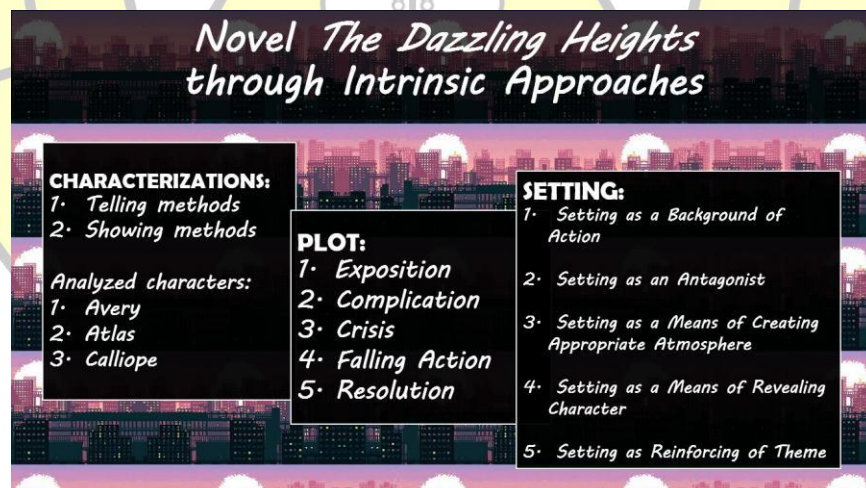 Novel The Dazzling Heights
through Intrinsic Approaches
CHARACTERIZATIONS:
1. Telling methods
2. Showing methods
Analyzed characters:
1. Avery
2. Atlas
3. Calliope
PLOT:
1. Exposition
2. Complication
3. Crisis
4. Falling Action
5. Resolution
SETTING:
1. Setting as a Background of
Action
2. Setting as an Antagonist
3. Setting as a Means of Creating
Appropriate Atmosphere
4. Setting as a Means of Revealing
Character
5. Setting as Reinforcing of Theme